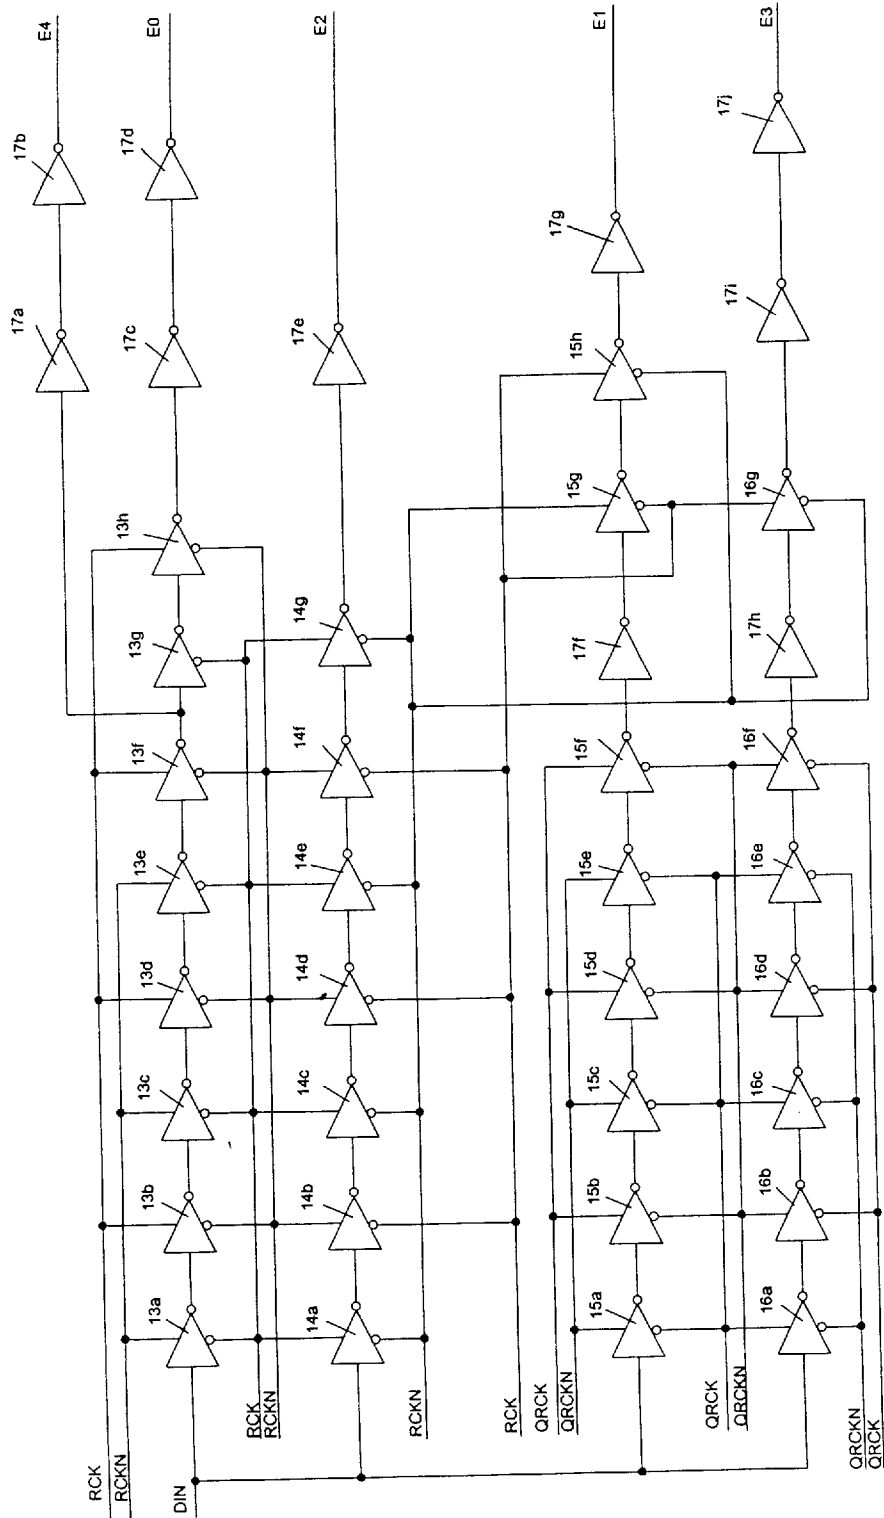 RCK
RCKN
DIN
RCK
RCKN
RCKN
RCK
QRCK
QRCKN
QRCK
QRCKN
QRCKN
QRCK
13a
13b
13c
13d
13e
13f
13g
13h
17a
17b
E4
17c
17d
E0
14a
14b
14c
14d
14e
14f
14g
17e
E2
15a
15b
15c
15d
15e
15f
17f
15g
15h
17g
E1
16a
16b
16c
16d
16e
16f
17h
16g
17i
17j
E3